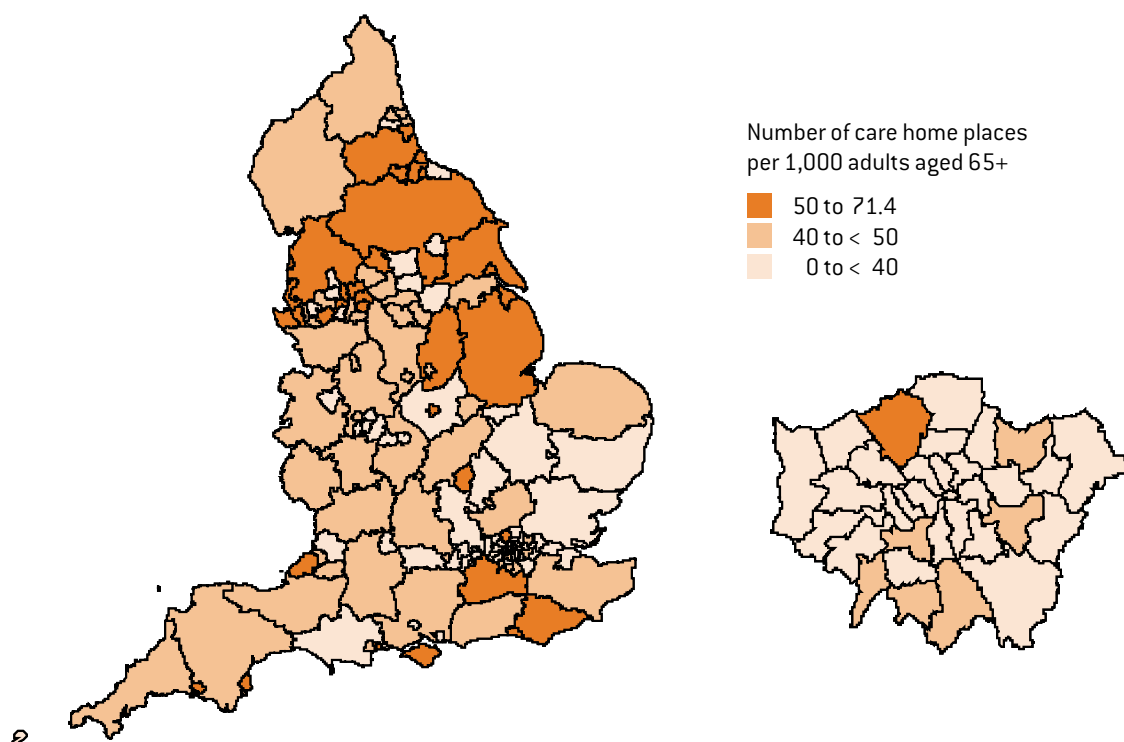 Number of care home places
per 1,000 adults aged 65+
50 to 71.4
40 to < 50
0 to < 40